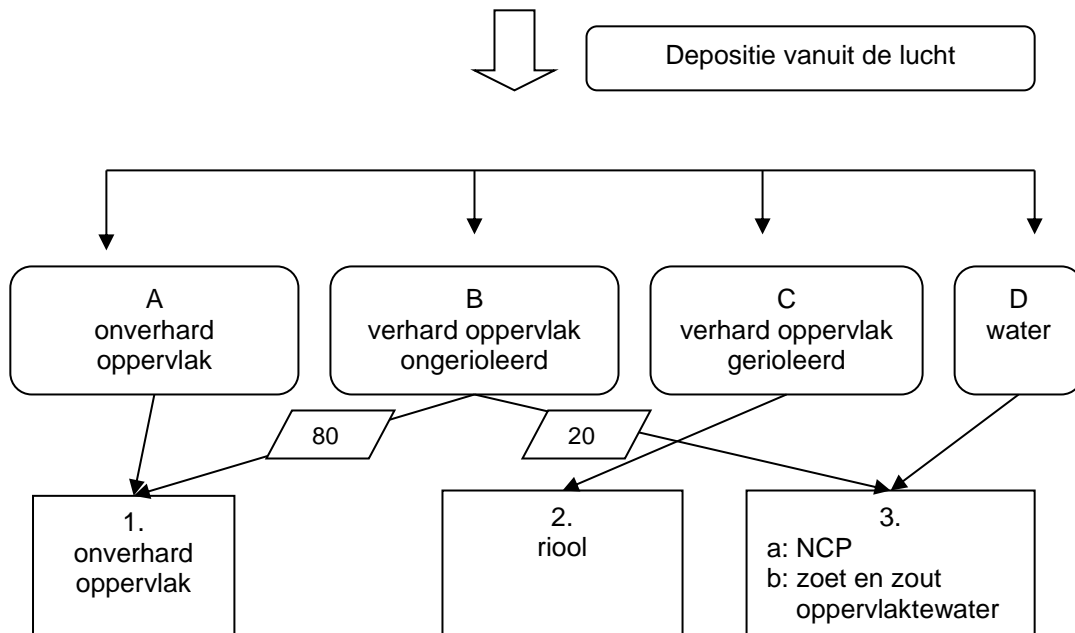 Depositie vanuit de lucht
A
onverhard
oppervlak
B
verhard oppervlak
ongerioleerd
C
verhard oppervlak
gerioleerd
D
water
80
20
1.
onverhard
oppervlak
2.
riool
3.
a: NCP
b: zoet en zout
oppervlaktewater